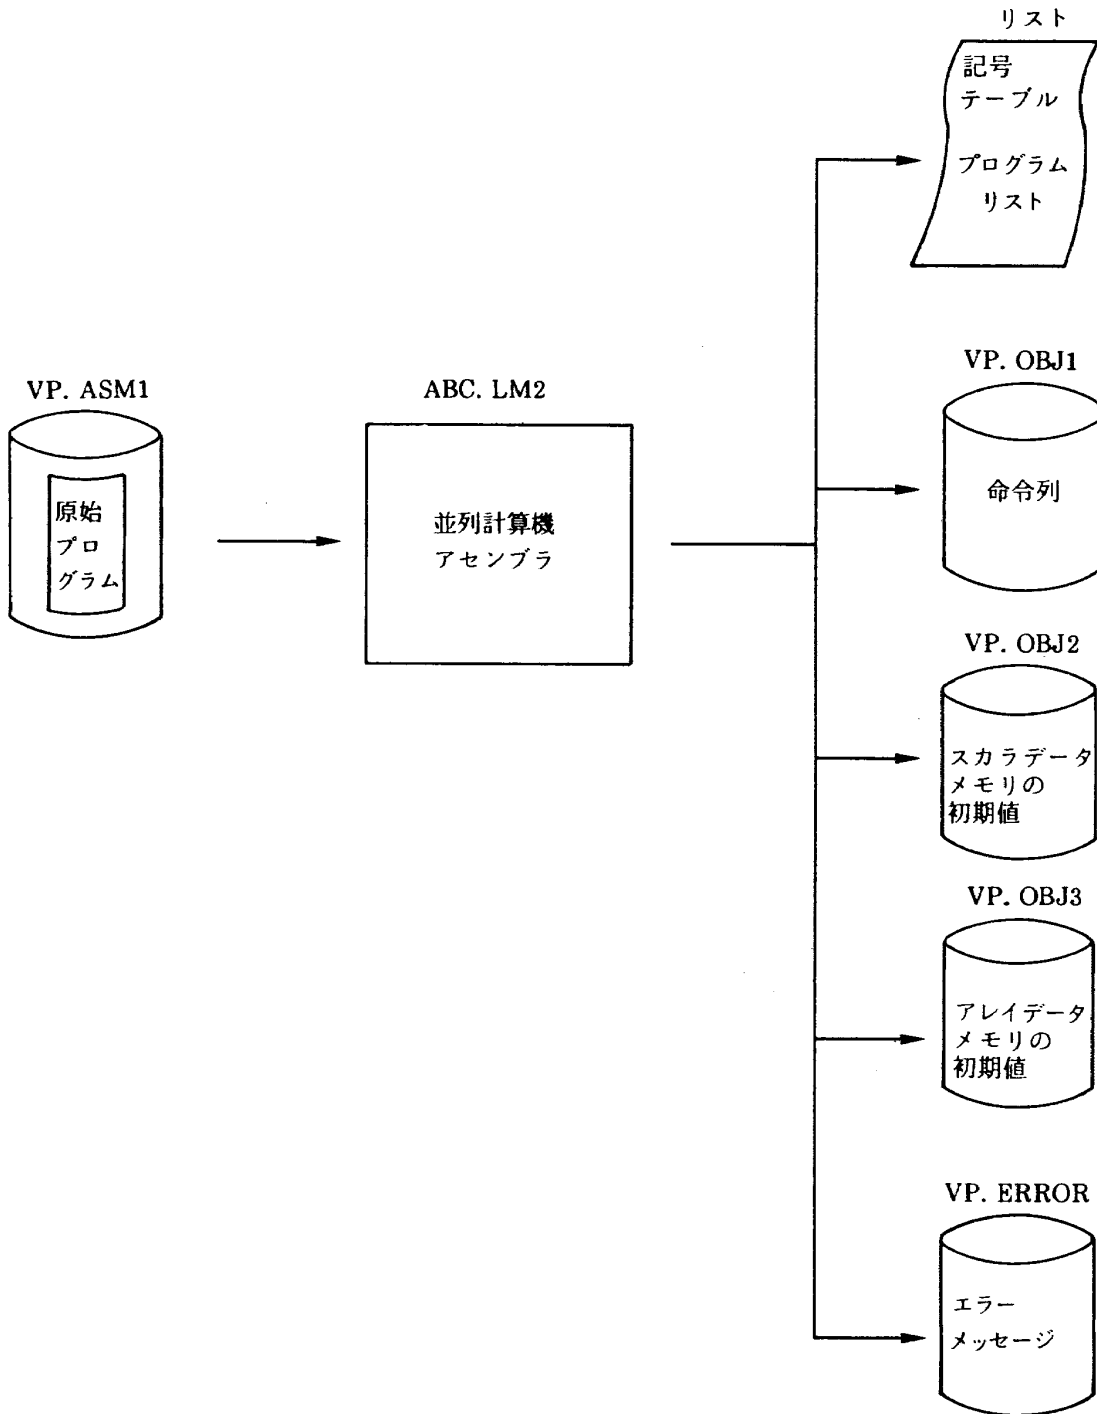 リスト
記号
テーブル
プログラム
リスト
VP. ASM1
原始
プロ
グラム
ABC. LM2
並列計算機
アセンブラ
VP. OBJ1
命令列
VP. OBJ2
スカラデータ
メモリの
初期値
VP. OBJ3
アレイデータ
メモリの
初期値
VP. ERROR
エラー
メッセージ